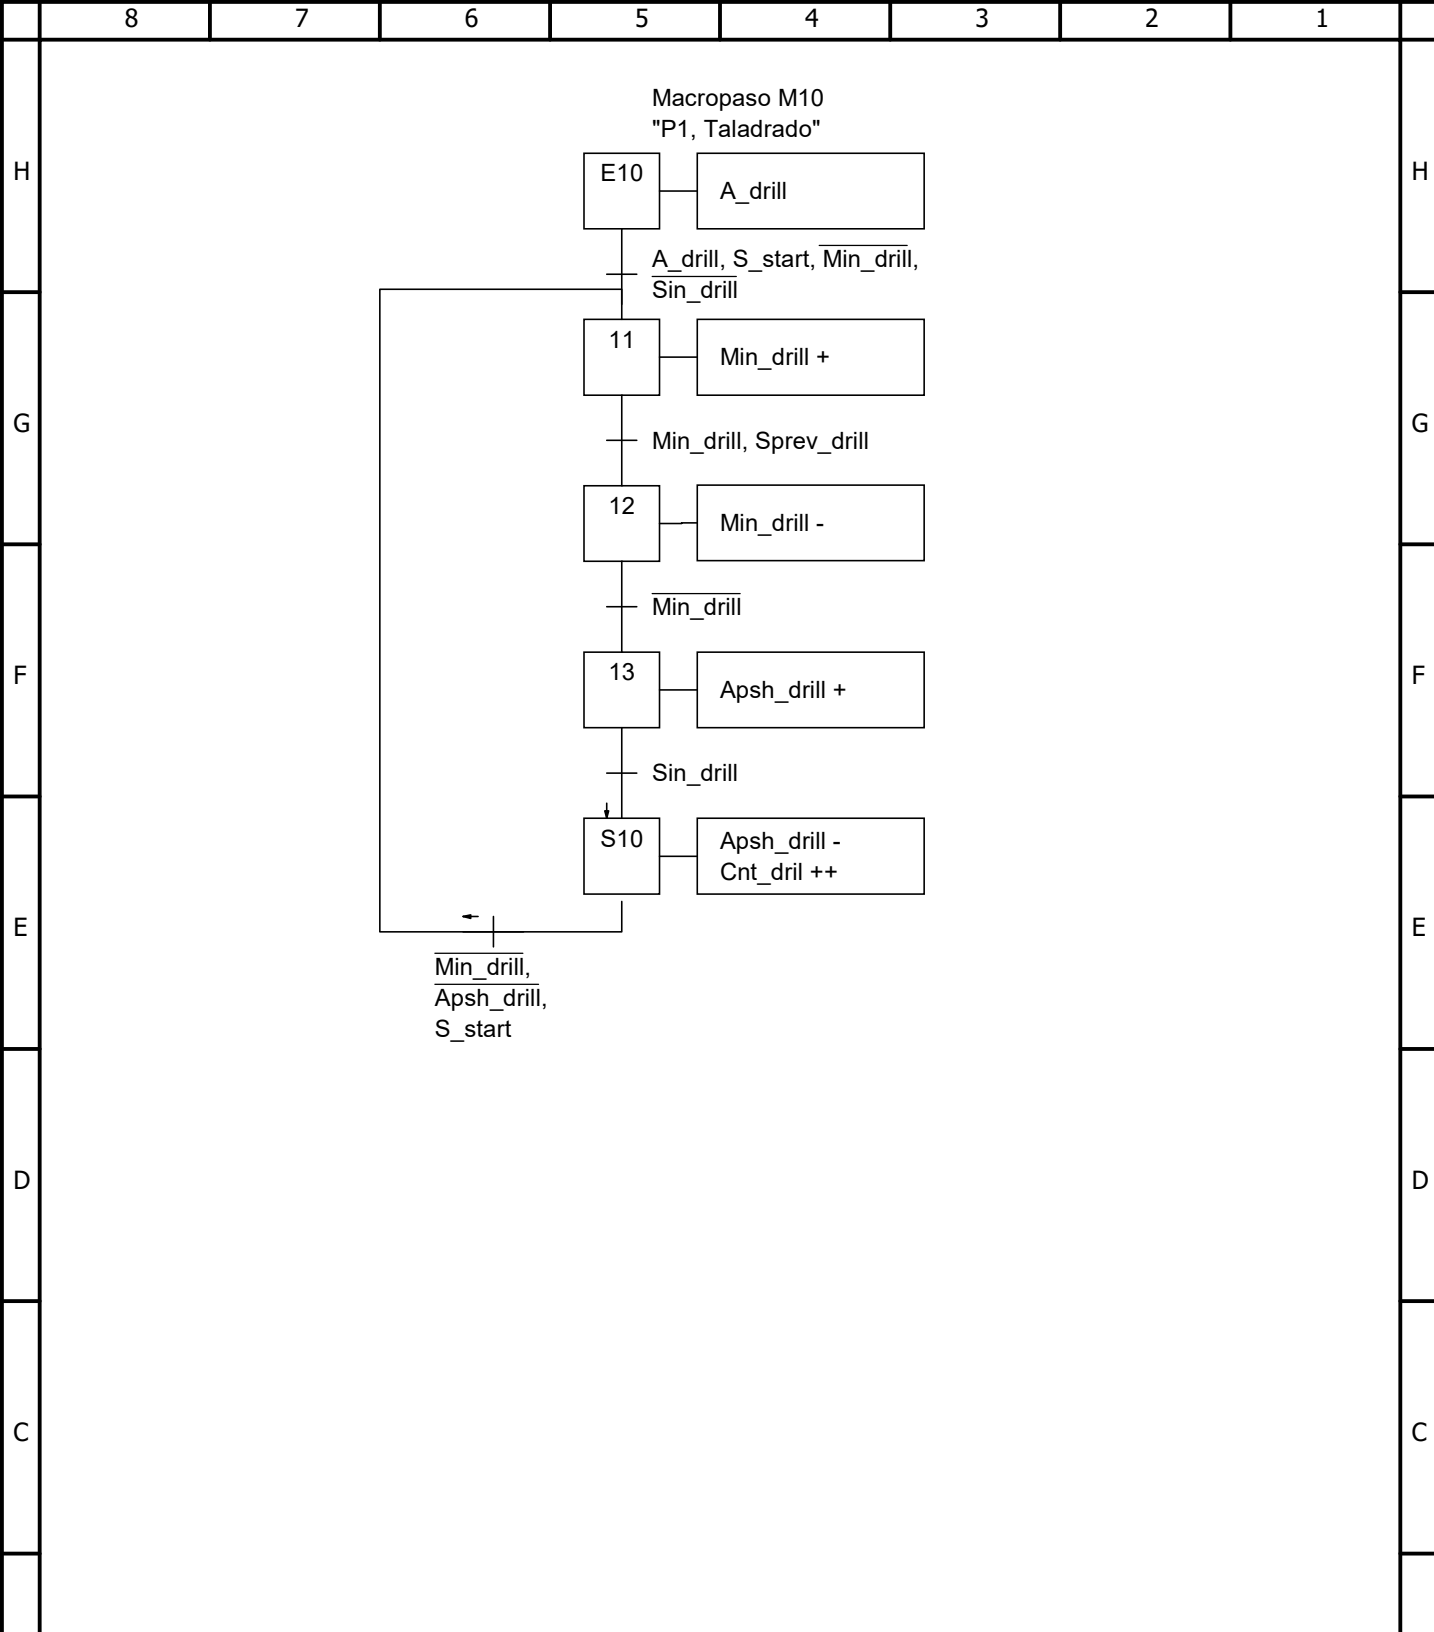 8 7 6 5 4 3 2 1
Macropaso M10
"P1, Taladrado"
H E10 A_drill H
A_drill, S_start, Min_drill,
Sin_drill
11 Min_drill +
G Min_drill, Sprev_drill G
12 Min_drill -
Min_drill
F 13 Apsh_drill + F
Sin_drill
S10 Apsh_drill -
Cnt_dril ++
E E
Min_drill,
Apsh_drill,
S_start
D D
C C